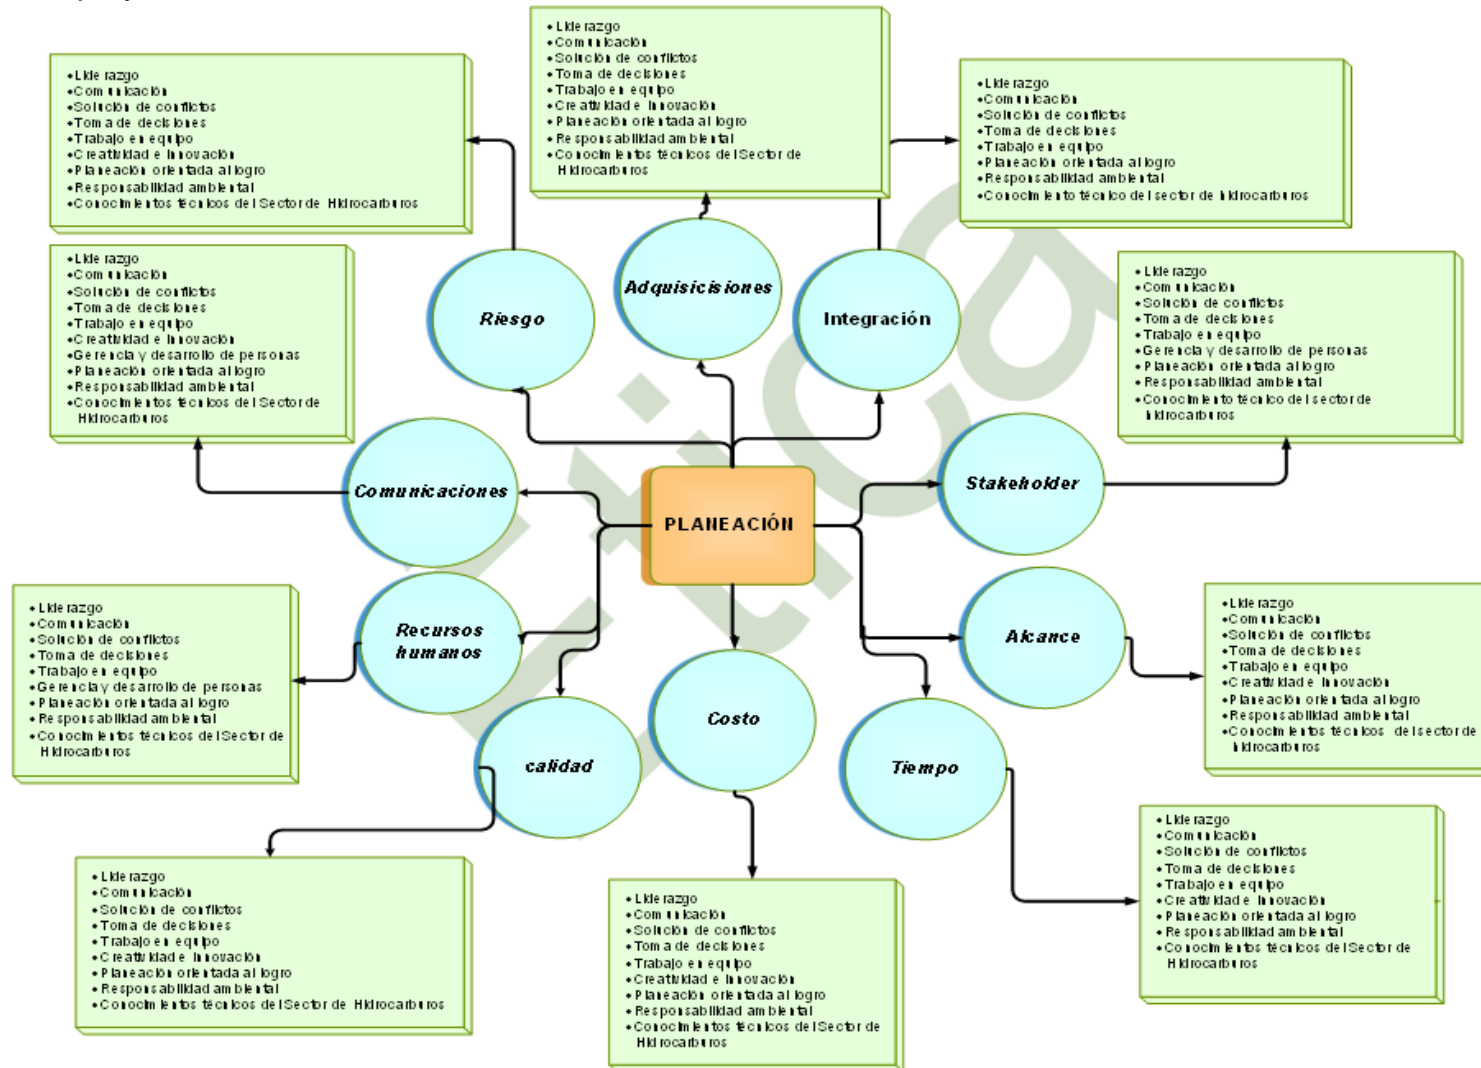 •Liderazgo
•Comunicación
•Solución de conflictos
•Toma de decisiones
•Trabajo en equipo
•Creatividad e Innovación
•Planeación orientada al logro
•Responsabilidad ambiental
•Conocimientos técnicos del Sector de
Hidrocarburos
•Liderazgo
•Comunicación
•Solución de conflictos
•Toma de decisiones
•Trabajo en equipo
•Creatividad e Innovación
•Planeación orientada al logro
•Responsabilidad ambiental
•Conocimientos técnicos del Sector de Hidrocarburos
•Liderazgo
•Comunicación
•Solución de conflictos
•Toma de decisiones
•Trabajo en equipo
•Planeación orientada al logro
•Responsabilidad ambiental
•Conocimiento técnico del sector de hidrocarburos
•Liderazgo
•Comunicación
•Solución de conflictos
•Toma de decisiones
•Trabajo en equipo
•Creatividad e Innovación
•Gerencia y desarrollo de personas
•Planeación orientada al logro
•Responsabilidad ambiental
•Conocimientos técnicos del Sector de
Hidrocarburos
Riesgo
Adquisicisiones
Integración
•Liderazgo
•Comunicación
•Solución de conflictos
•Toma de decisiones
•Trabajo en equipo
•Gerencia y desarrollo de personas
•Planeación orientada al logro
•Responsabilidad ambiental
•Conocimiento técnico del sector de
hidrocarburos
Comunicaciones
PLANEACIÓN
Stakeholder
Etica
•Liderazgo
•Comunicación
•Solución de conflictos
•Toma de decisiones
•Trabajo en equipo
•Gerencia y desarrollo de personas
•Planeación orientada al logro
•Responsabilidad ambiental
•Conocimientos técnicos del Sector de
Hidrocarburos
Recursos
humanos
Alcance
•Liderazgo
•Comunicación
•Solución de conflictos
•Toma de decisiones
•Trabajo en equipo
•Creatividad e Innovación
•Planeación orientada al logro
•Responsabilidad ambiental
•Conocimientos técnicos del sector de
hidrocarburos
calidad
Costo
Tiempo
•Liderazgo
•Comunicación
•Solución de conflictos
•Toma de decisiones
•Trabajo en equipo
•Creatividad e Innovación
•Planeación orientada al logro
•Responsabilidad ambiental
•Conocimientos técnicos del Sector de Hidrocarburos
•Liderazgo
•Comunicación
•Solución de conflictos
•Toma de decisiones
•Trabajo en equipo
•Creatividad e Innovación
•Planeación orientada al logro
•Responsabilidad ambiental
•Conocimientos técnicos del Sector de
Hidrocarburos
•Liderazgo
•Comunicación
•Solución de conflictos
•Toma de decisiones
•Trabajo en equipo
•Creatividad e Innovación
•Planeación orientada al logro
•Responsabilidad ambiental
•Conocimientos técnicos del Sector de
Hidrocarburos